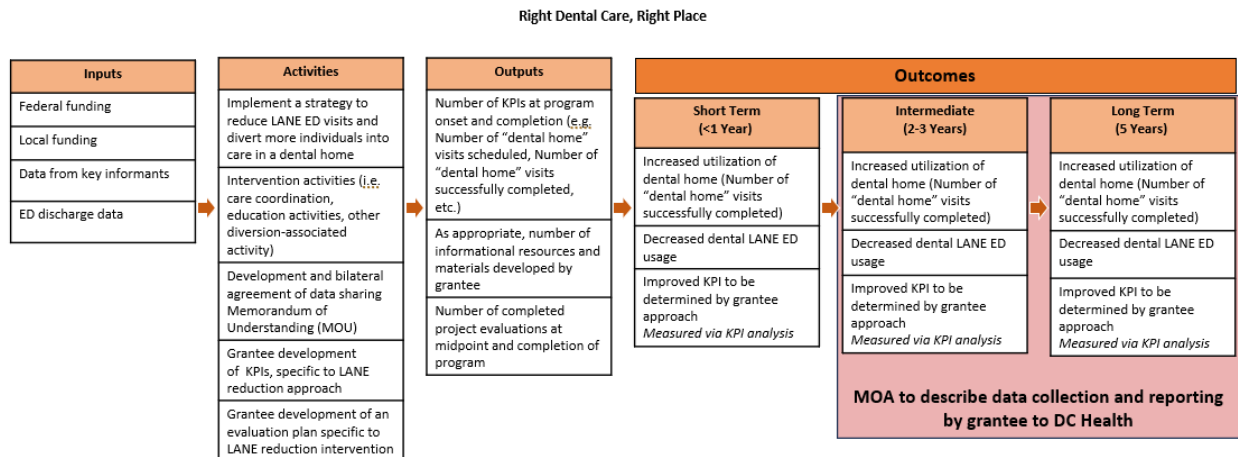 Right Dental Care, Right Place
Inputs
Federal funding
Local funding
Data from key informants
ED discharge data
Activities
Implement a strategy to
reduce LANE ED visits and
divert more individuals into
care in a dental home
Intervention activities (i.e.
care coordination,
education activities, other
diversion-associated
activity)
Development and bilateral
agreement of data sharing
Memorandum of
Understanding (MOU)
Grantee development
of KPIs, specific to LANE
reduction approach
Grantee development of an
evaluation plan specific to
LANE reduction intervention
Outputs
Number of KPIs at program
onset and completion (e.g.
Number of “dental home”
visits scheduled, Number of
“dental home” visits
successfully completed,
etc.)
As appropriate, number of
informational resources and
materials developed by
grantee
Number of completed
project evaluations at
midpoint and completion of
program
Outcomes
Short Term
(<1 Year)
Increased utilization of
dental home (Number of
“dental home” visits
successfully completed)
Decreased dental LANE ED
usage
Improved KPI to be
determined by grantee
approach
Measured via KPI analysis
Intermediate
(2-3 Years)
Increased utilization of
dental home (Number of
“dental home” visits
successfully completed)
Decreased dental LANE ED
usage
Improved KPI to be
determined by grantee
approach
Measured via KPI analysis
Long Term
(5 Years)
Increased utilization of
dental home (Number of
“dental home” visits
successfully completed)
Decreased dental LANE ED
usage
Improved KPI to be
determined by grantee
approach
Measured via KPI analysis
MOA to describe data collection and reporting
by grantee to DC Health